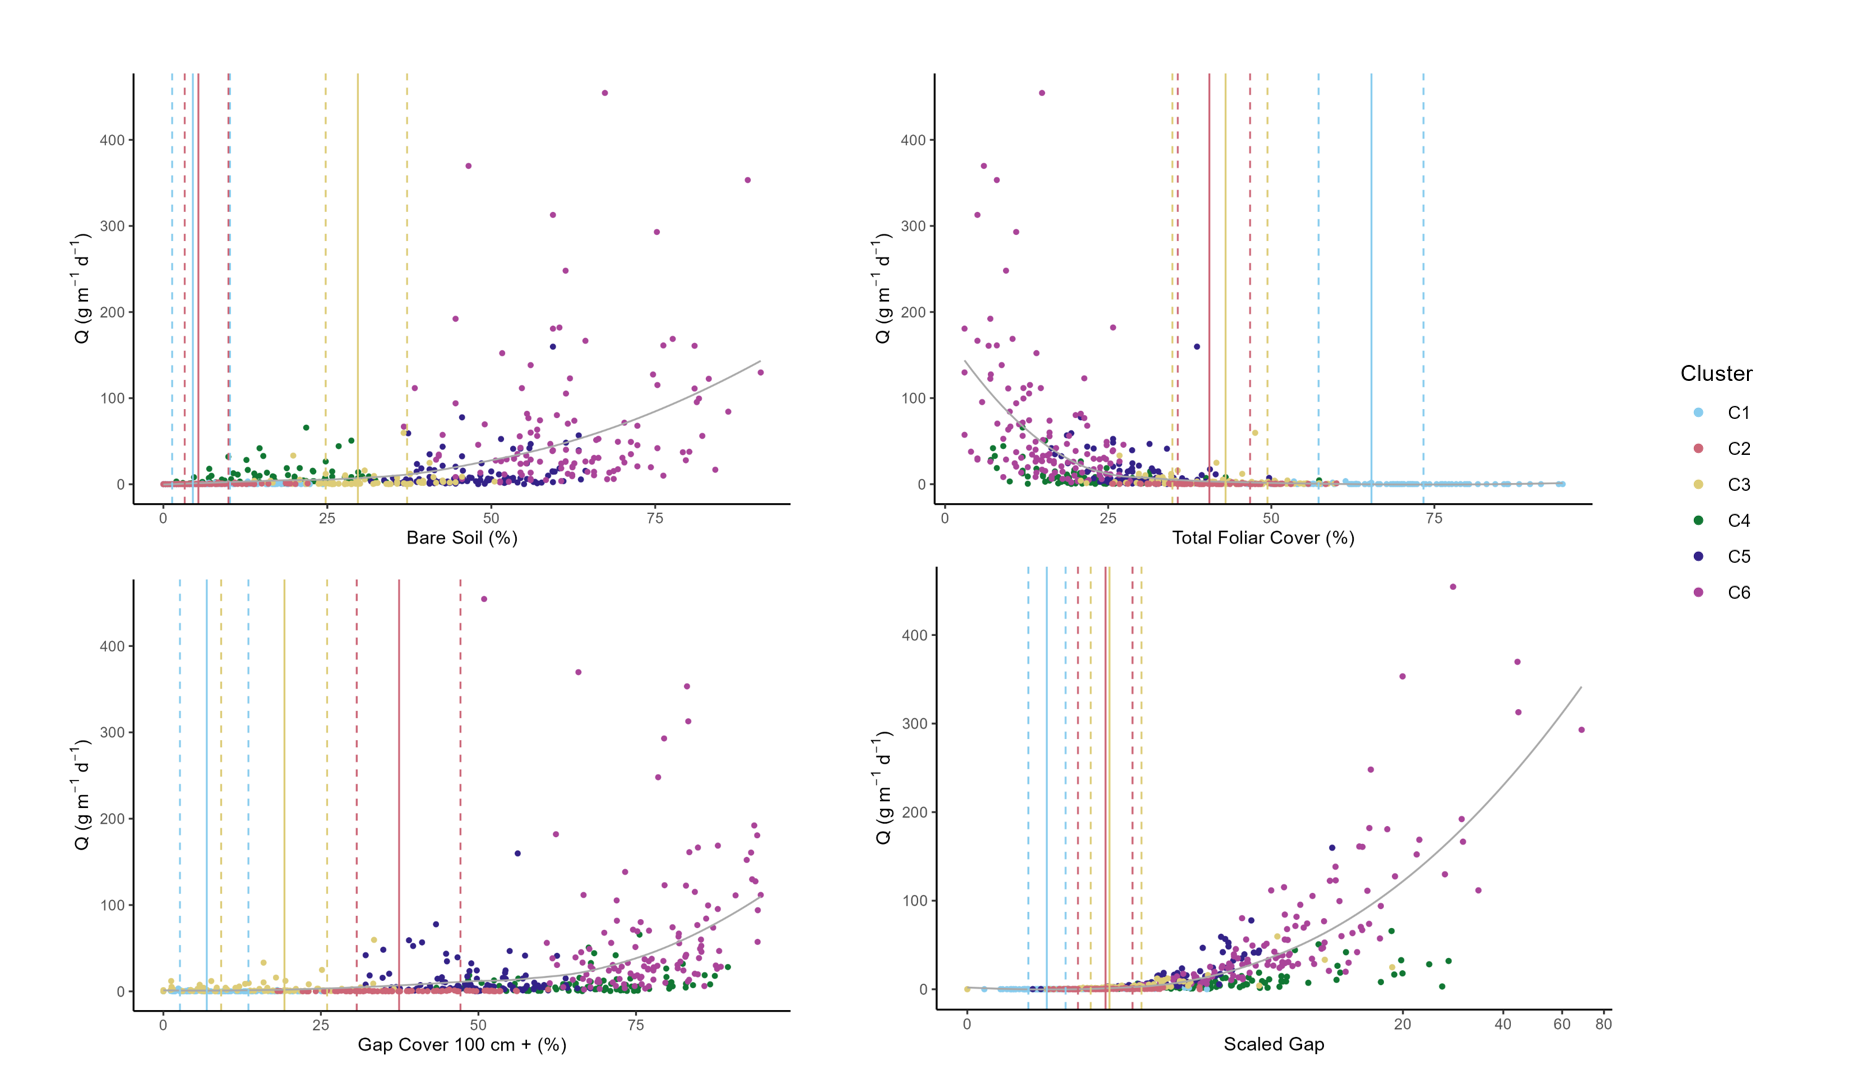 400
300
200
100
0
Q (g m⁻¹ d⁻¹)
0 25 50 75
Bare Soil (%)
400
300
200
100
0
Q (g m⁻¹ d⁻¹)
0 25 50 75
Total Foliar Cover (%)
400
300
200
100
0
Q (g m⁻¹ d⁻¹)
0 25 50 75
Gap Cover 100 cm + (%)
400
300
200
100
0
Q (g m⁻¹ d⁻¹)
0 20 40 60 80
Scaled Gap
Cluster
C1
C2
C3
C4
C5
C6